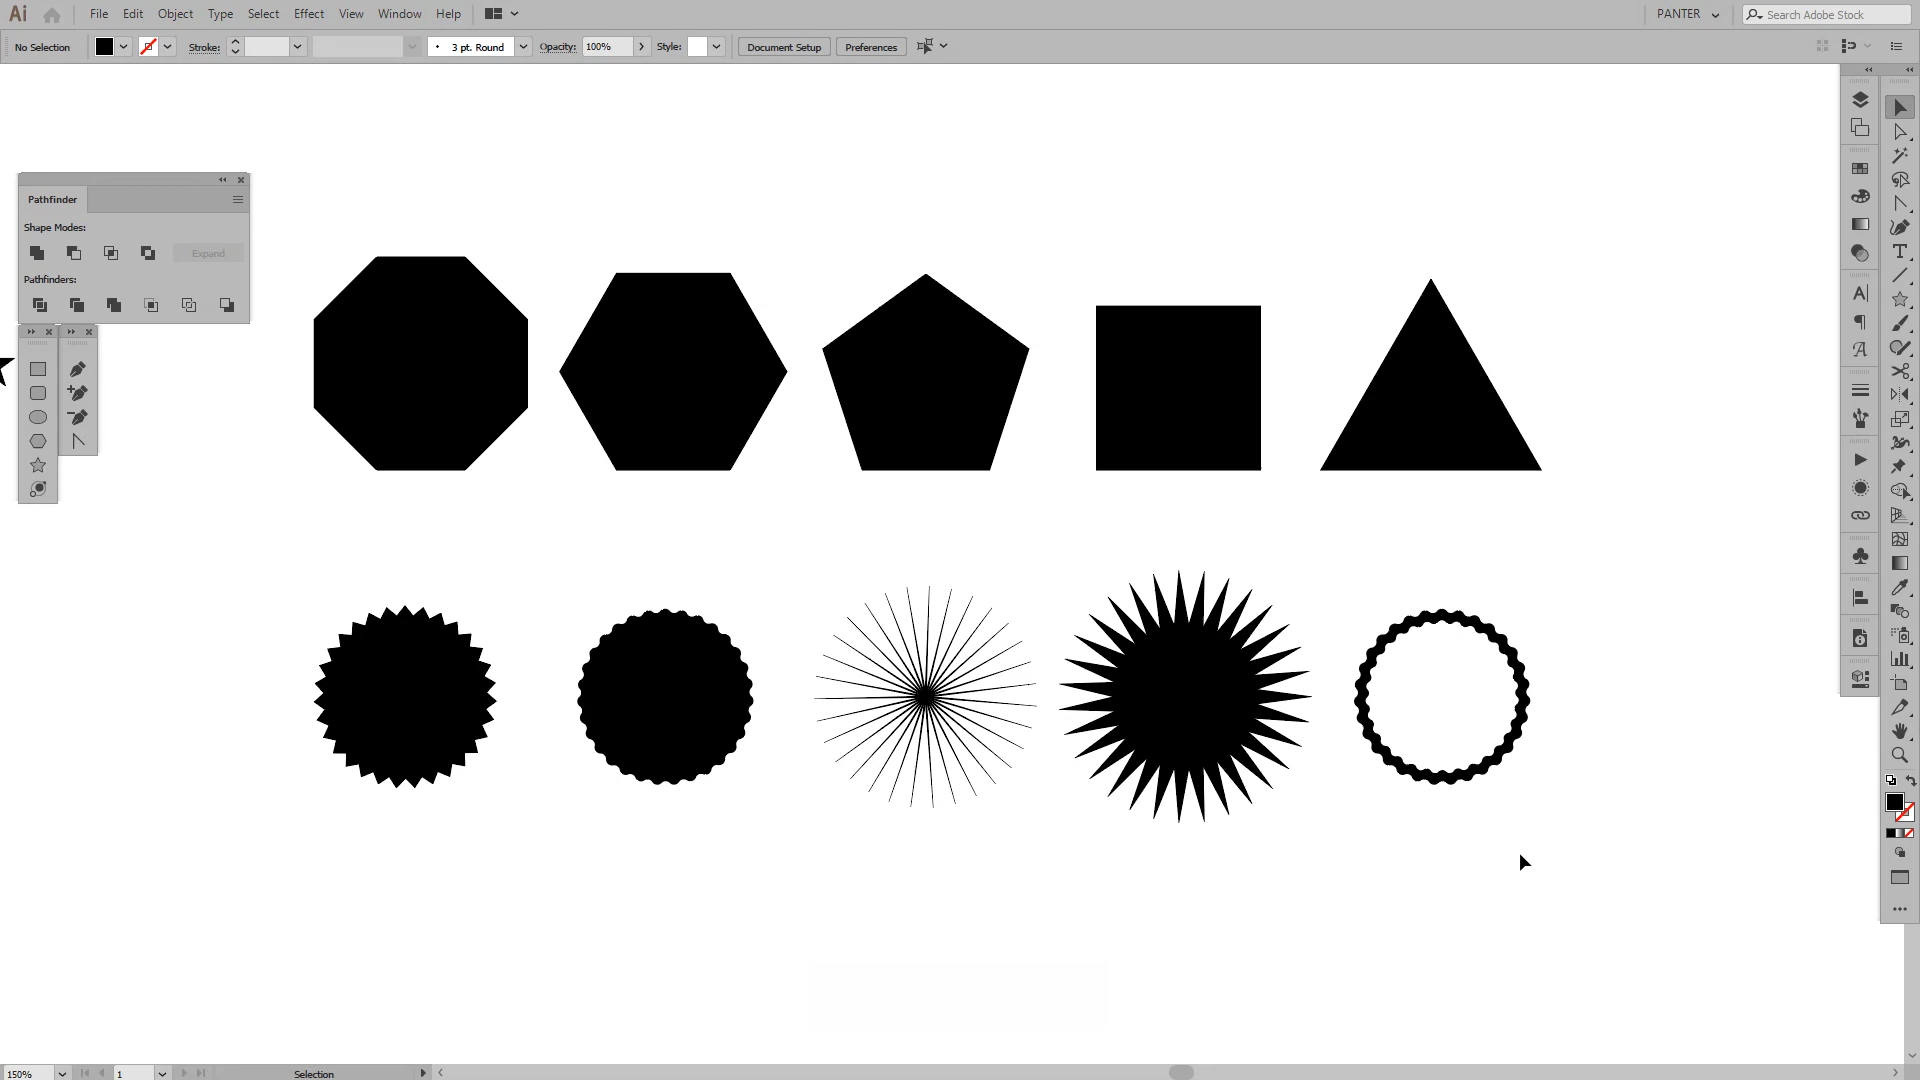 Ai File Edit Object Type Select Effect View Window Help PANTER Search Adobe Stock
No Selection Stroke: 3 pt. Round Opacity: 100% Style: Document Setup Preferences
Pathfinder
Shape Modes:
Expand
Pathfinders:
150% 1 Selection